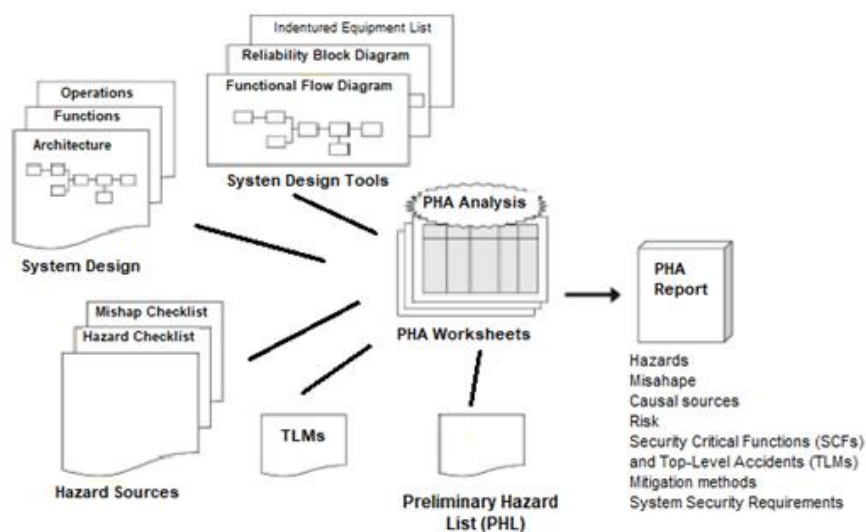 Indentured Equipment List
Reliability Block Diagram
Functional Flow Diagram
Systen Design Tools
Operations
Functions
Architecture
System Design
PHA Analysis
PHA Worksheets
PHA
Report
Mishap Checklist
Hazard Checklist
Hazard Sources
TLMs
Preliminary Hazard
List (PHL)
Hazards
Misahape
Causal sources
Risk
Security Critical Functions (SCFs)
and Top-Level Accidents (TLMs)
Mitigation methods
System Security Requirements